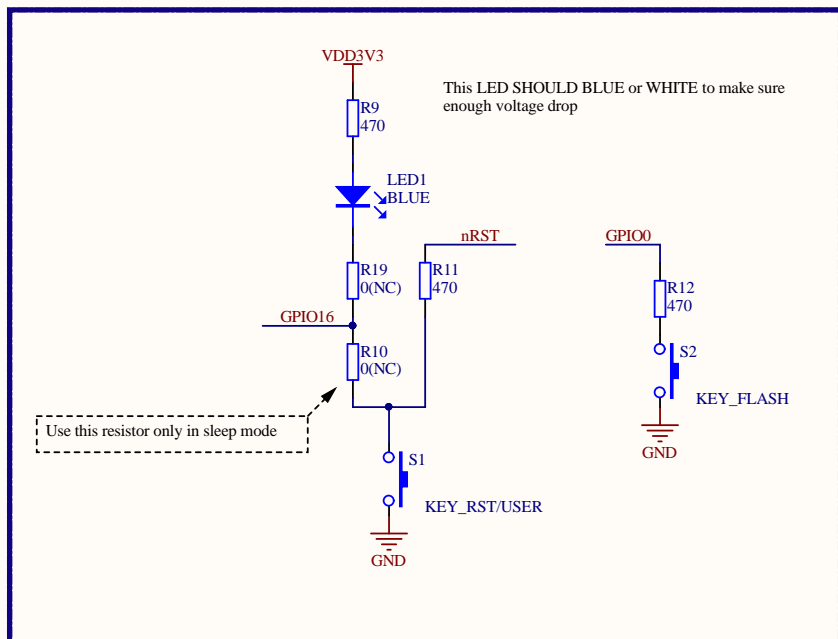 VDD3V3
This LED SHOULD BLUE or WHITE to make sure
enough voltage drop
R9
470
LED1
BLUE
nRST
GPIO0
R19
0(NC)
R11
470
R12
470
GPIO16
R10
0(NC)
S2
KEY_FLASH
Use this resistor only in sleep mode
GND
S1
KEY_RST/USER
GND